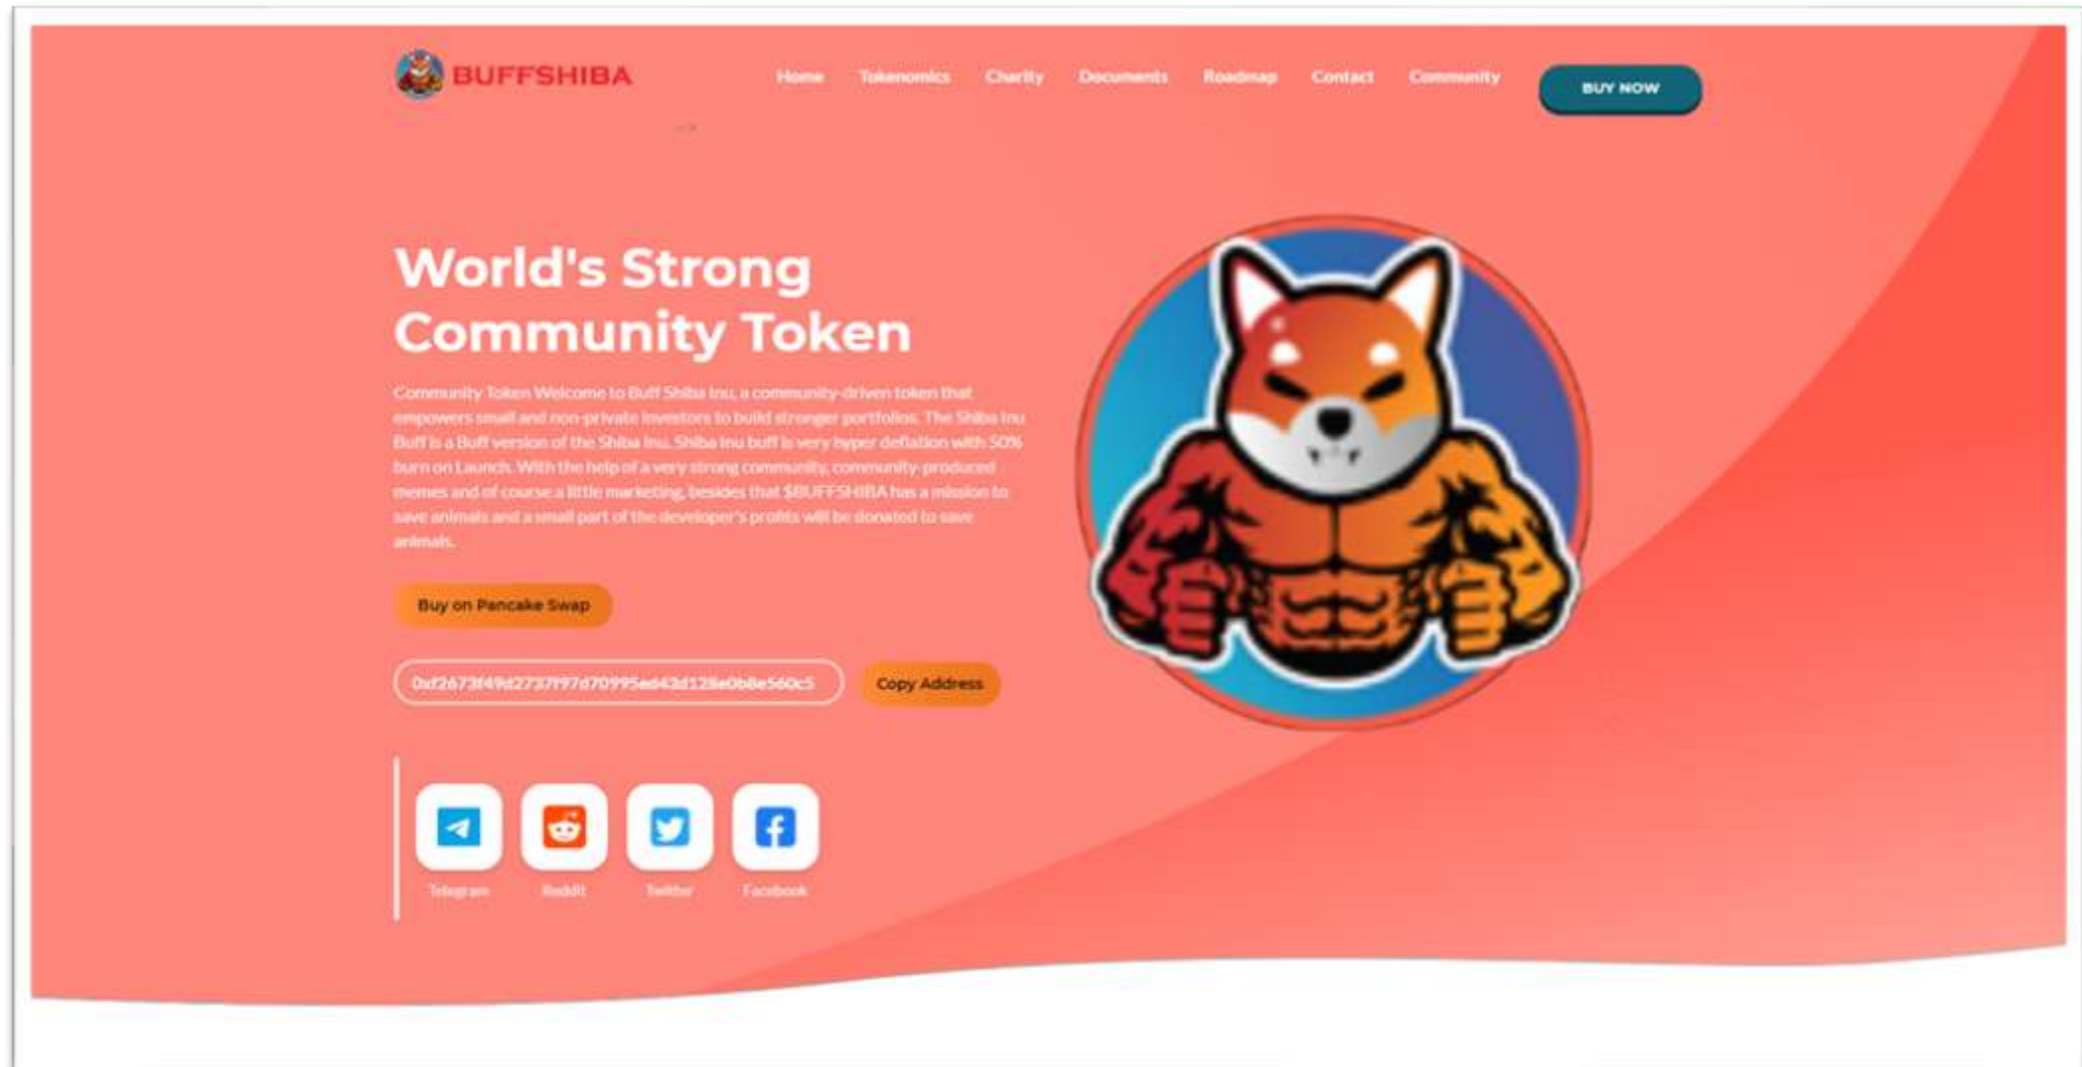 BUFFSHIBA
Home Tokenomics Charity Documents Roadmap Contact Community BUY NOW
-->
World's Strong
Community Token
Community Token Welcome to Buff Shiba Inu, a community-driven token that
empowers small and non-private investors to build stronger portfolios. The Shiba Inu
Buff is a Buff version of the Shiba Inu. Shiba Inu buff is very hyper deflation with 50%
burn on Launch. With the help of a very strong community, community-produced
memes and of course a little marketing, besides that $BUFFSHIBA has a mission to
save animals and a small part of the developer's profits will be donated to save
animals.
Buy on Pancake Swap
0xf2673f49d2737f97d70995ed43d128e0b8e560c5 Copy Address
Telegram Reddit Twitter Facebook